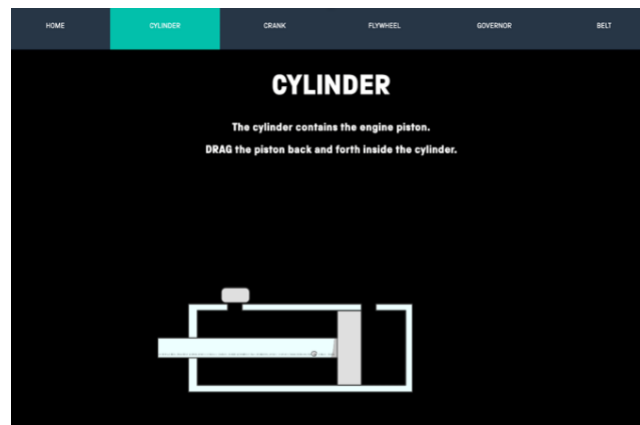 HOME
CYLINDER
CRANK
FLYWHEEL
GOVERNOR
BELT
CYLINDER
The cylinder contains the engine piston.
DRAG the piston back and forth inside the cylinder.